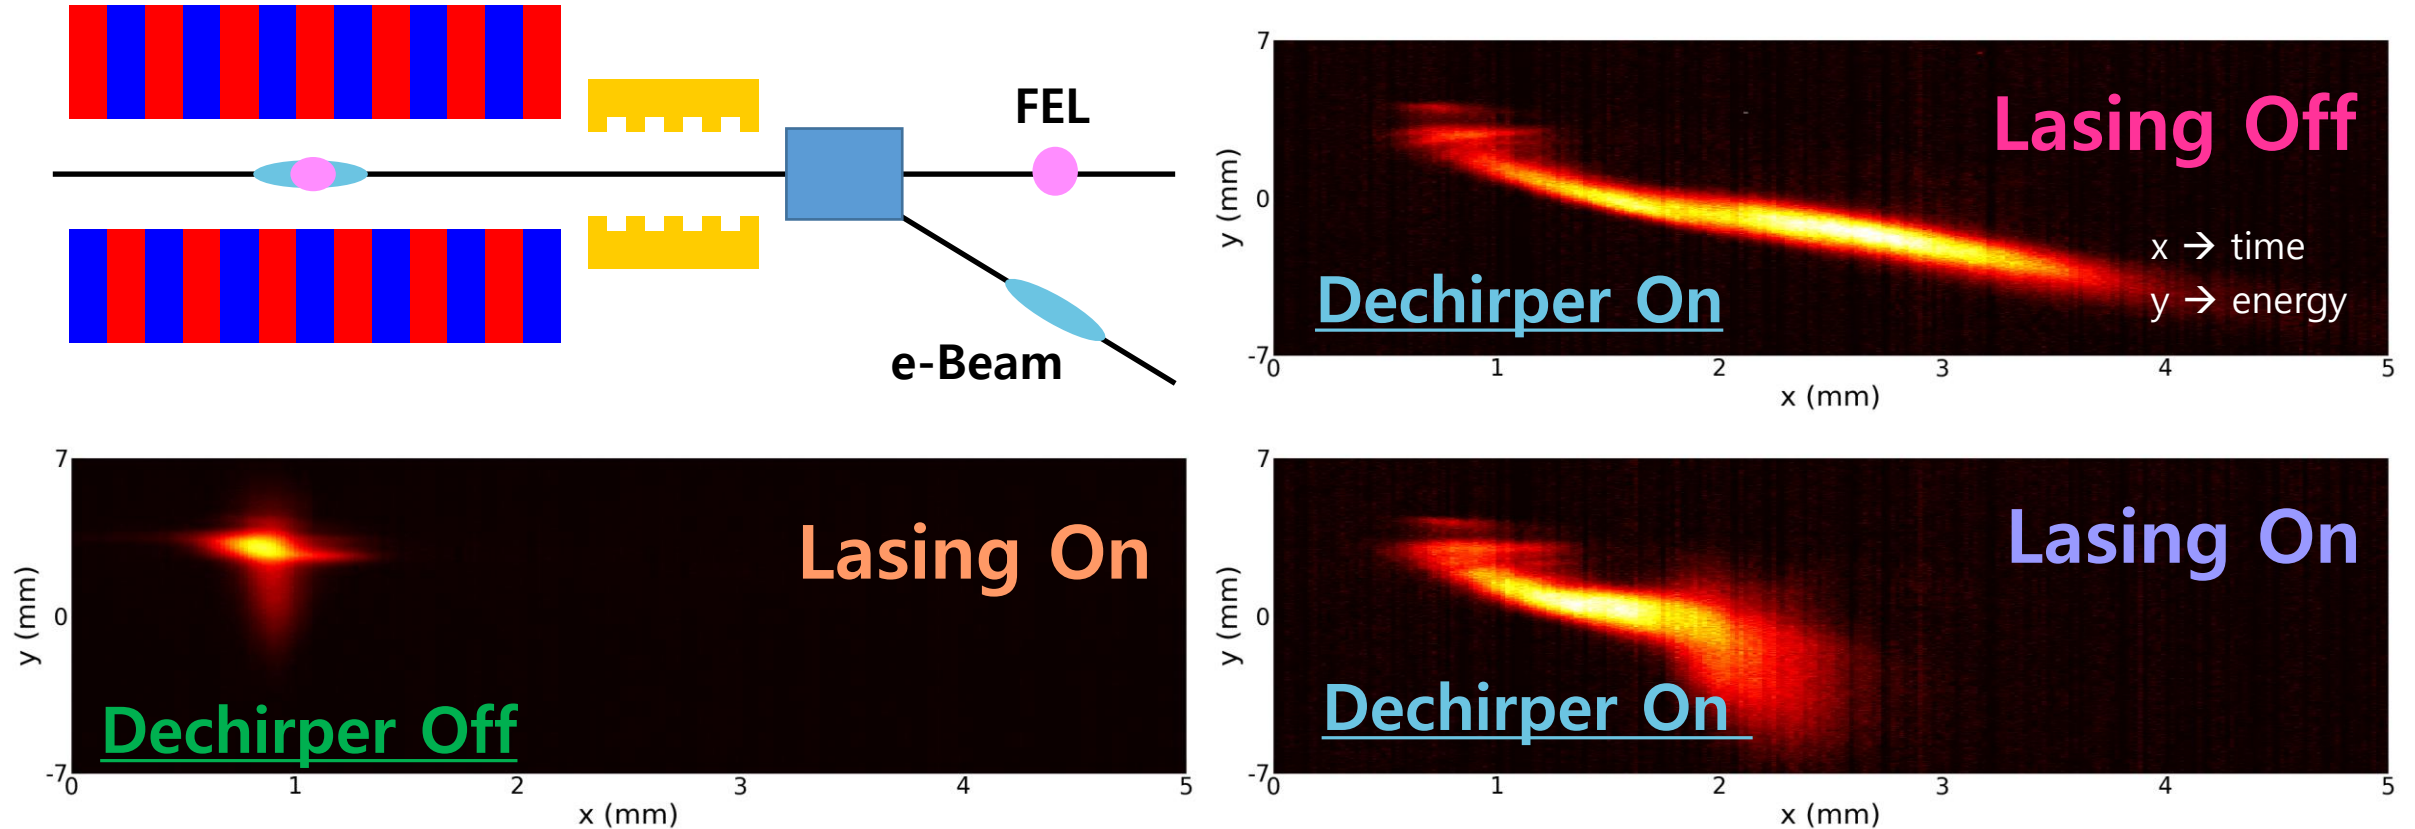 FEL
e-Beam
7
0
-7
y (mm)
0 1 2 3 4 5
x (mm)
Lasing Off
x → time
y → energy
Dechirper On
7
0
-7
y (mm)
0 1 2 3 4 5
x (mm)
Lasing On
Dechirper Off
7
0
-7
y (mm)
0 1 2 3 4 5
x (mm)
Lasing On
Dechirper On